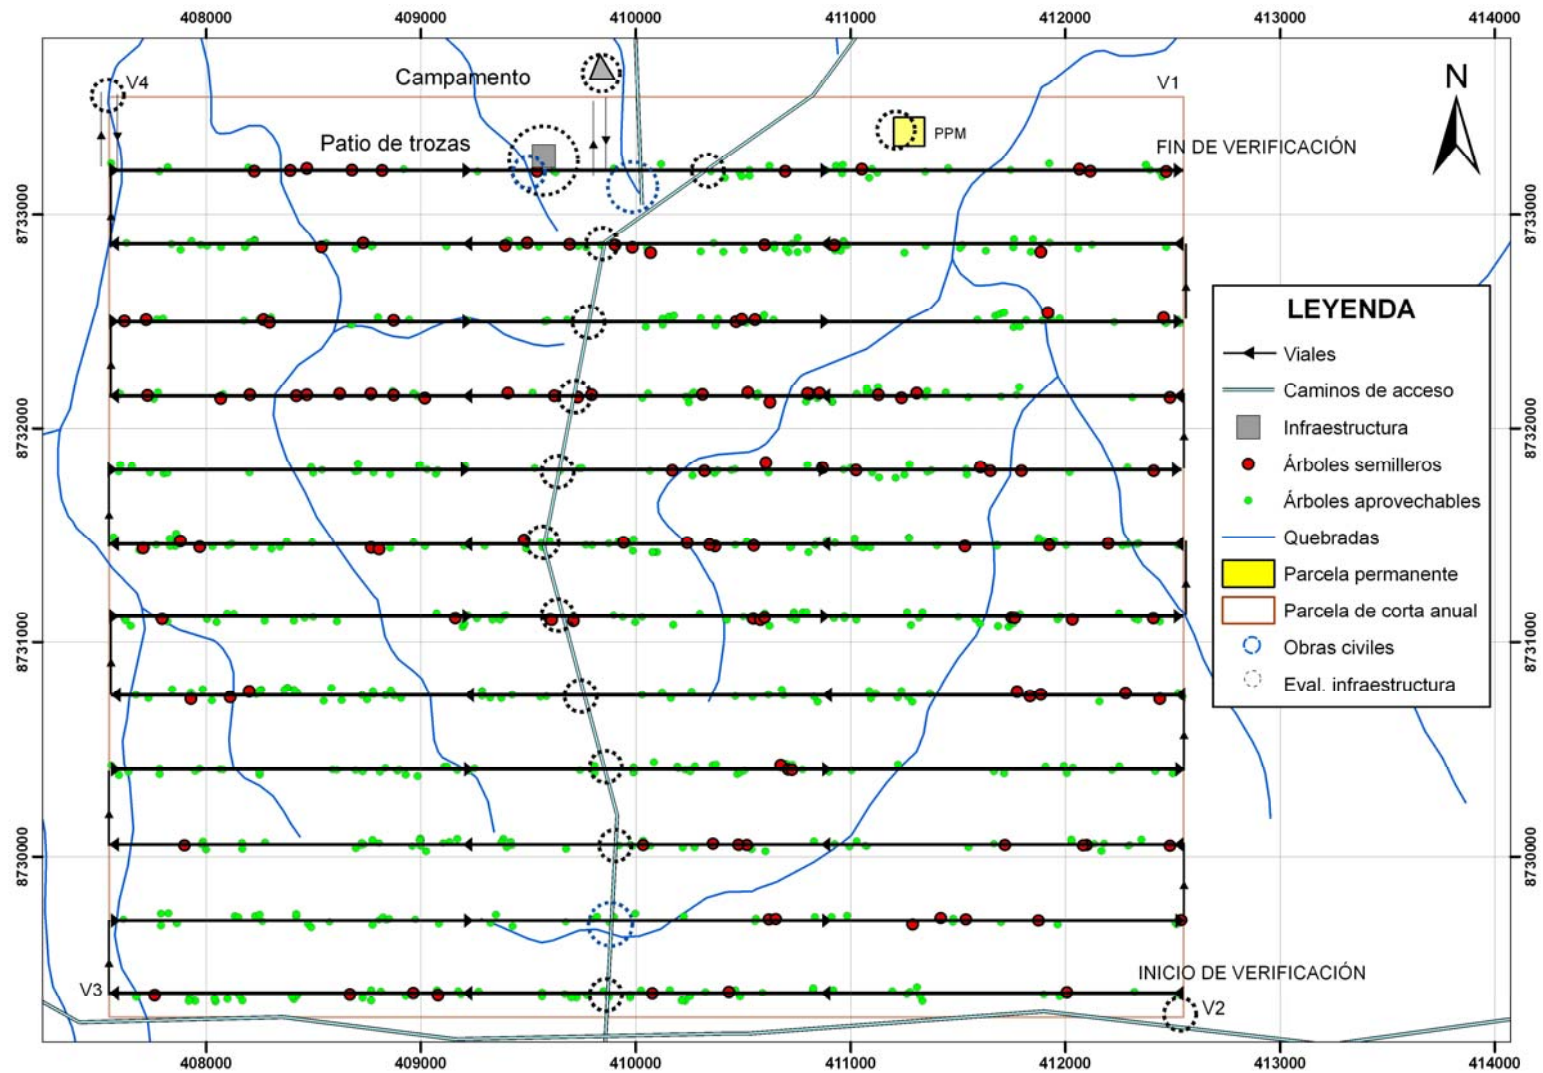 408000 409000 410000 411000 412000 413000 414000
Campamento
V4
V1
N
Patio de trozas
PPM
FIN DE VERIFICACIÓN
8733000 8733000
LEYENDA
Viales
Caminos de acceso
8732000 8732000
Infraestructura
Árboles semilleros
Árboles aprovechables
Quebradas
Parcela permanente
Parcela de corta anual
8731000 8731000
Obras civiles
Eval. infraestructura
8730000 8730000
INICIO DE VERIFICACIÓN
V3
V2
408000 409000 410000 411000 412000 413000 414000